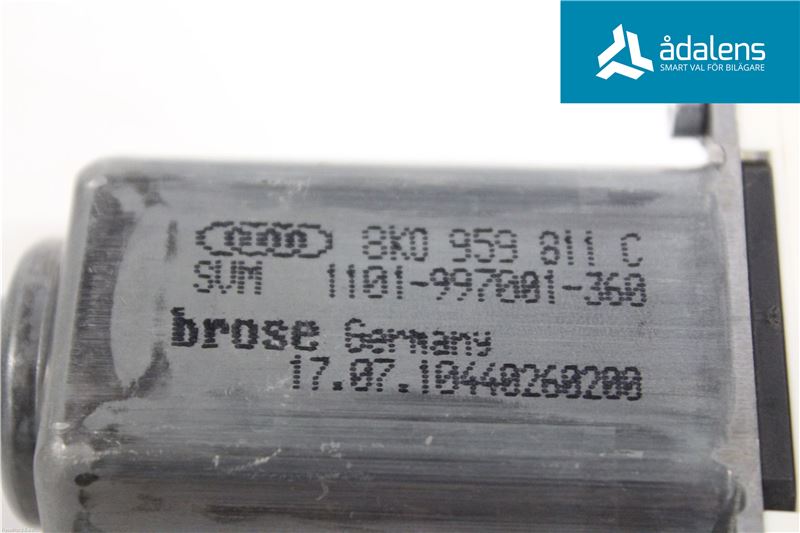 ådalens
SMART VAL FÖR BILÄGARE
8K0 959 811 C
SVM 1101-997001-360
brose Germany
17.07.10440260200